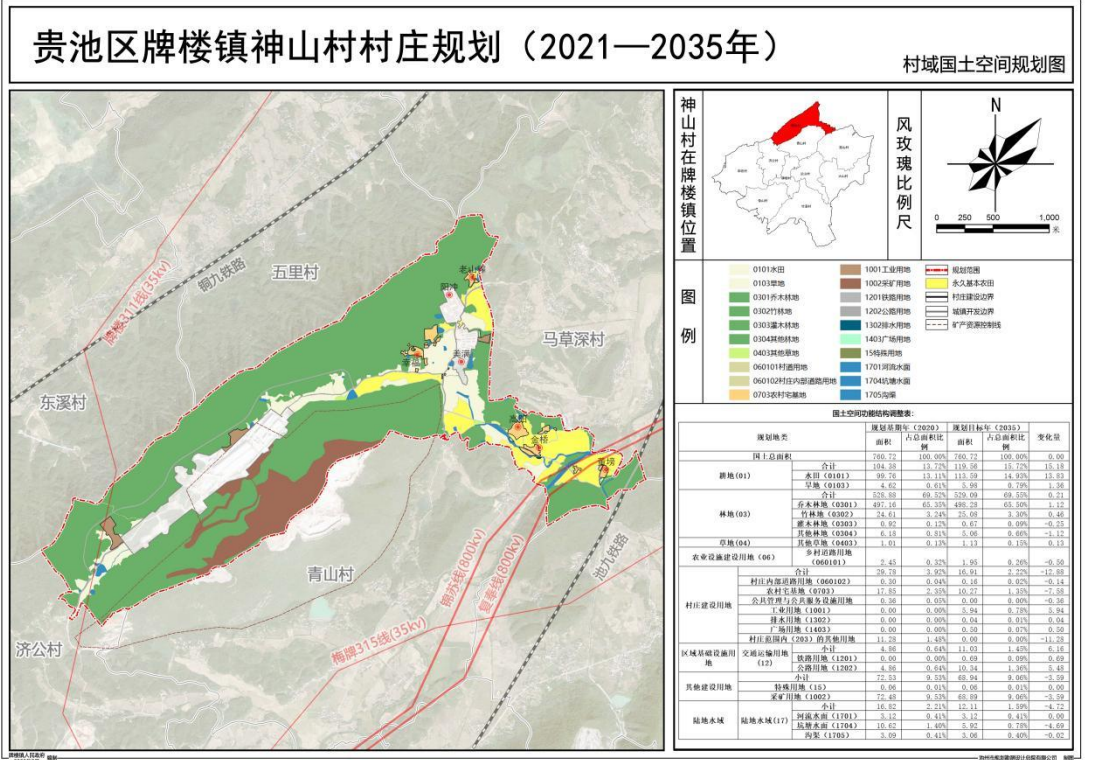 贵池区牌楼镇神山村村庄规划（2021—2035年）
村域国土空间规划图
五里村
铜九铁路
老山
阳冲
美满
马草深村
东溪村
金桥
青山村
锦苏线(800kv)
复奉线(800kv)
池九铁路
梅牌315线(35kv)
济公村
神山村在牌楼镇位置
风玫瑰比例尺
N
0 250 500 1,000
米
图例
0101水田
0103旱地
0301乔木林地
0302竹林地
0303灌木林地
0304其他林地
0403其他草地
060101村道用地
060102村庄内部道路用地
0703农村宅基地
1001工业用地
1002采矿用地
1201铁路用地
1202公路用地
1302排水用地
1403广场用地
15特殊用地
1701河流水面
1704坑塘水面
1705沟渠
规划范围
永久基本农田
村庄建设边界
城镇开发边界
矿产资源控制线
国土空间功能结构调整表：
规划地类 规划基期年（2020） 规划目标年（2035） 变化量
面积 占总面积比例 面积 占总面积比例
国土总面积 760.72 100.00% 760.72 100.00% 0.00
耕地(01) 合计 104.38 13.72% 119.56 15.72% 15.18
水田（0101） 99.76 13.11% 113.59 14.93% 13.83
旱地（0103） 4.62 0.61% 5.98 0.79% 1.36
林地(03) 合计 528.88 69.52% 529.09 69.55% 0.21
乔木林地（0301） 497.16 65.35% 498.28 65.50% 1.12
竹林地（0302） 24.61 3.24% 25.08 3.30% 0.46
灌木林地（0303） 0.92 0.12% 0.67 0.09% -0.25
其他林地（0304） 6.18 0.81% 5.06 0.66% -1.12
草地(04) 其他草地（0403） 1.01 0.13% 1.13 0.15% 0.13
农业设施建设用地（06） 乡村道路用地（060101） 2.45 0.32% 1.95 0.26% -0.50
村庄建设用地 合计 29.78 3.92% 16.91 2.22% -12.88
村庄内部道路用地（060102） 0.30 0.04% 0.16 0.02% -0.14
农村宅基地（0703） 17.85 2.35% 10.27 1.35% -7.58
公共管理与公共服务设施用地 0.36 0.05% 0.00 0.00% -0.36
工业用地（1001） 0.00 0.00% 5.94 0.78% 5.94
排水用地（1302） 0.00 0.00% 0.04 0.01% 0.04
广场用地（1403） 0.00 0.00% 0.50 0.07% 0.50
村庄范围内（203）的其他用地 11.28 1.48% 0.00 0.00% -11.28
区域基础设施用地 交通运输用地（12） 小计 4.86 0.64% 11.03 1.45% 6.16
铁路用地（1201） 0.00 0.00% 0.69 0.09% 0.69
公路用地（1202） 4.86 0.64% 10.34 1.36% 5.48
其他建设用地 小计 72.53 9.53% 68.94 9.06% -3.59
特殊用地（15） 0.06 0.01% 0.06 0.01% 0.00
采矿用地（1002） 72.48 9.53% 68.89 9.06% -3.59
陆地水域 陆地水域(17) 小计 16.82 2.21% 12.11 1.59% -4.72
河流水面（1701） 3.12 0.41% 3.12 0.41% 0.00
坑塘水面（1704） 10.62 1.40% 5.92 0.78% -4.69
沟渠（1705） 3.09 0.41% 3.06 0.40% -0.02